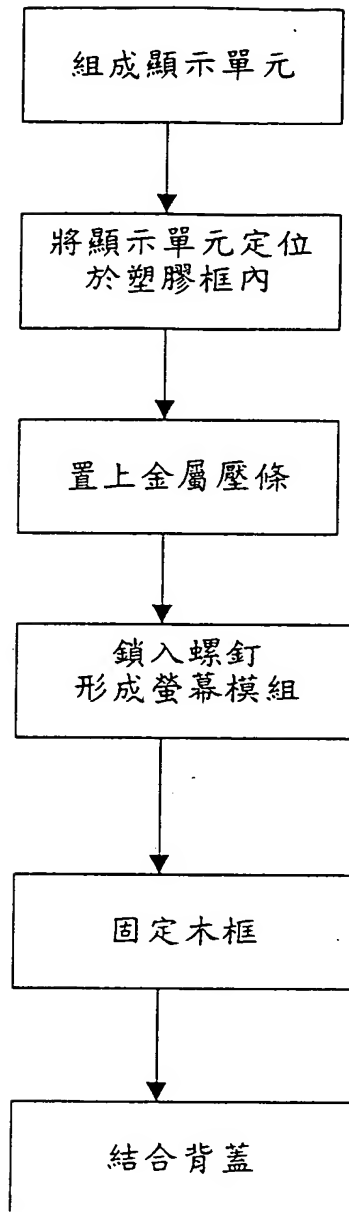 組成顯示單元
將顯示單元定位
於塑膠框內
置上金屬壓條
鎖入螺釘
形成螢幕模組
固定木框
結合背蓋